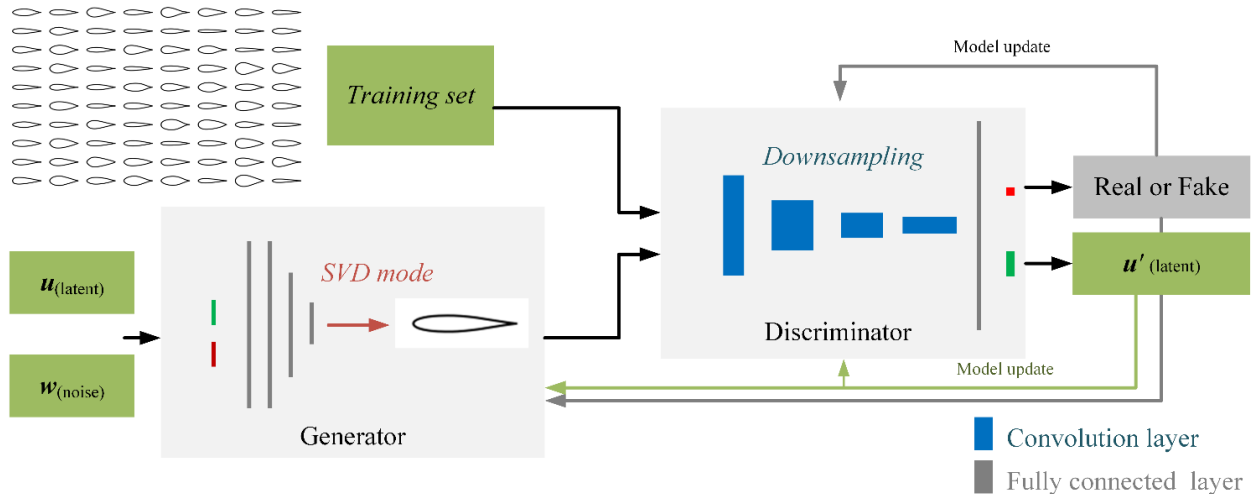 Training set
Model update
Downsampling
Real or Fake
u(latent)
SVD mode
u′ (latent)
Discriminator
w(noise)
Model update
Generator
Convolution layer
Fully connected layer